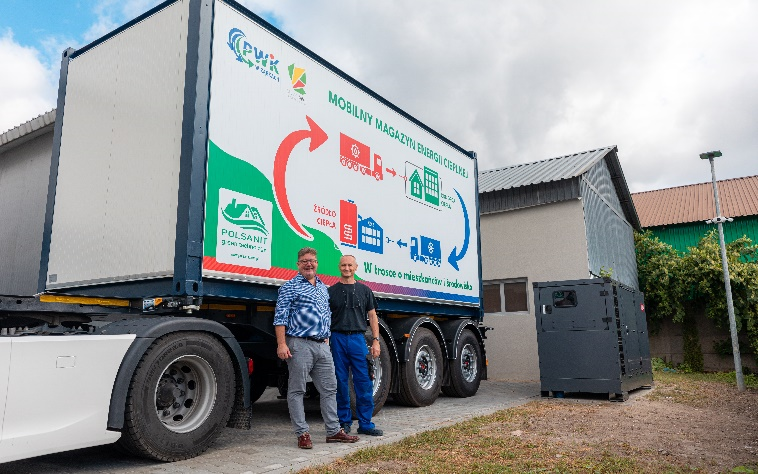 PWiK
MOBILNY MAGAZYN ENERGII CIEPLNEJ
ŹRÓDŁO
CIEPŁA
POLSANIT
W trosce o mieszkańców i środowisko